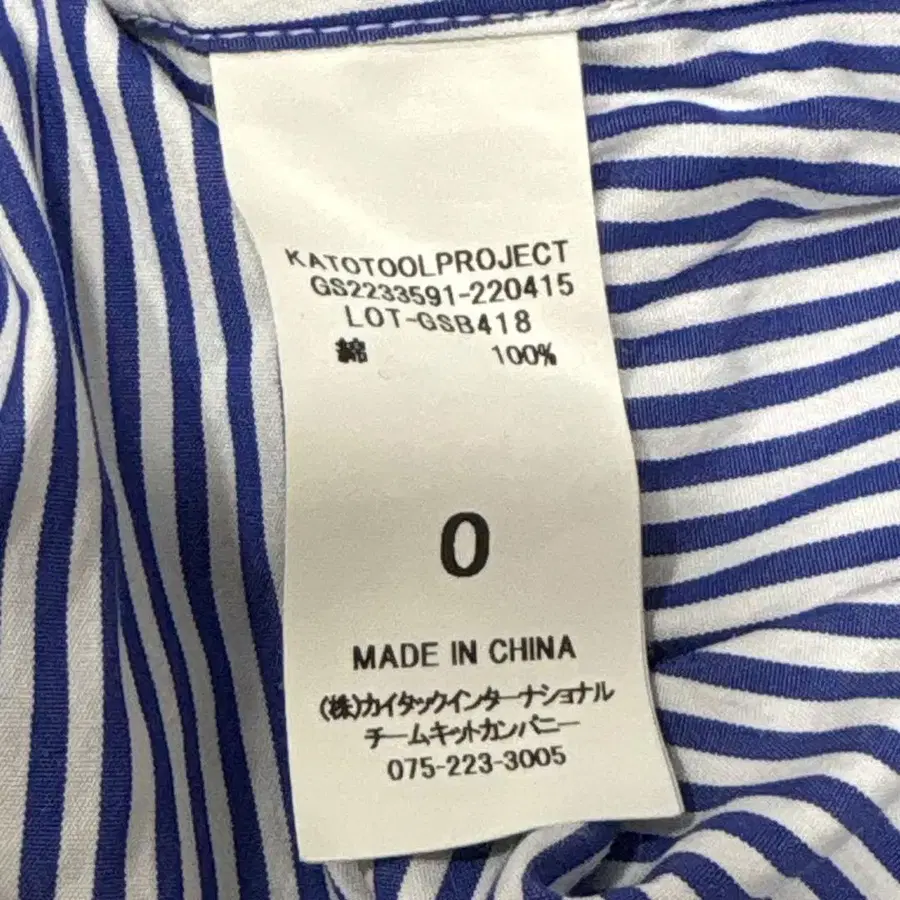 KATOTOOLPROJECT
GS2233591-220415
LOT-GSB418
綿 100%
0
MADE IN CHINA
(株)カイタックインターナショナル
チームキットカンパニー
075-223-3005